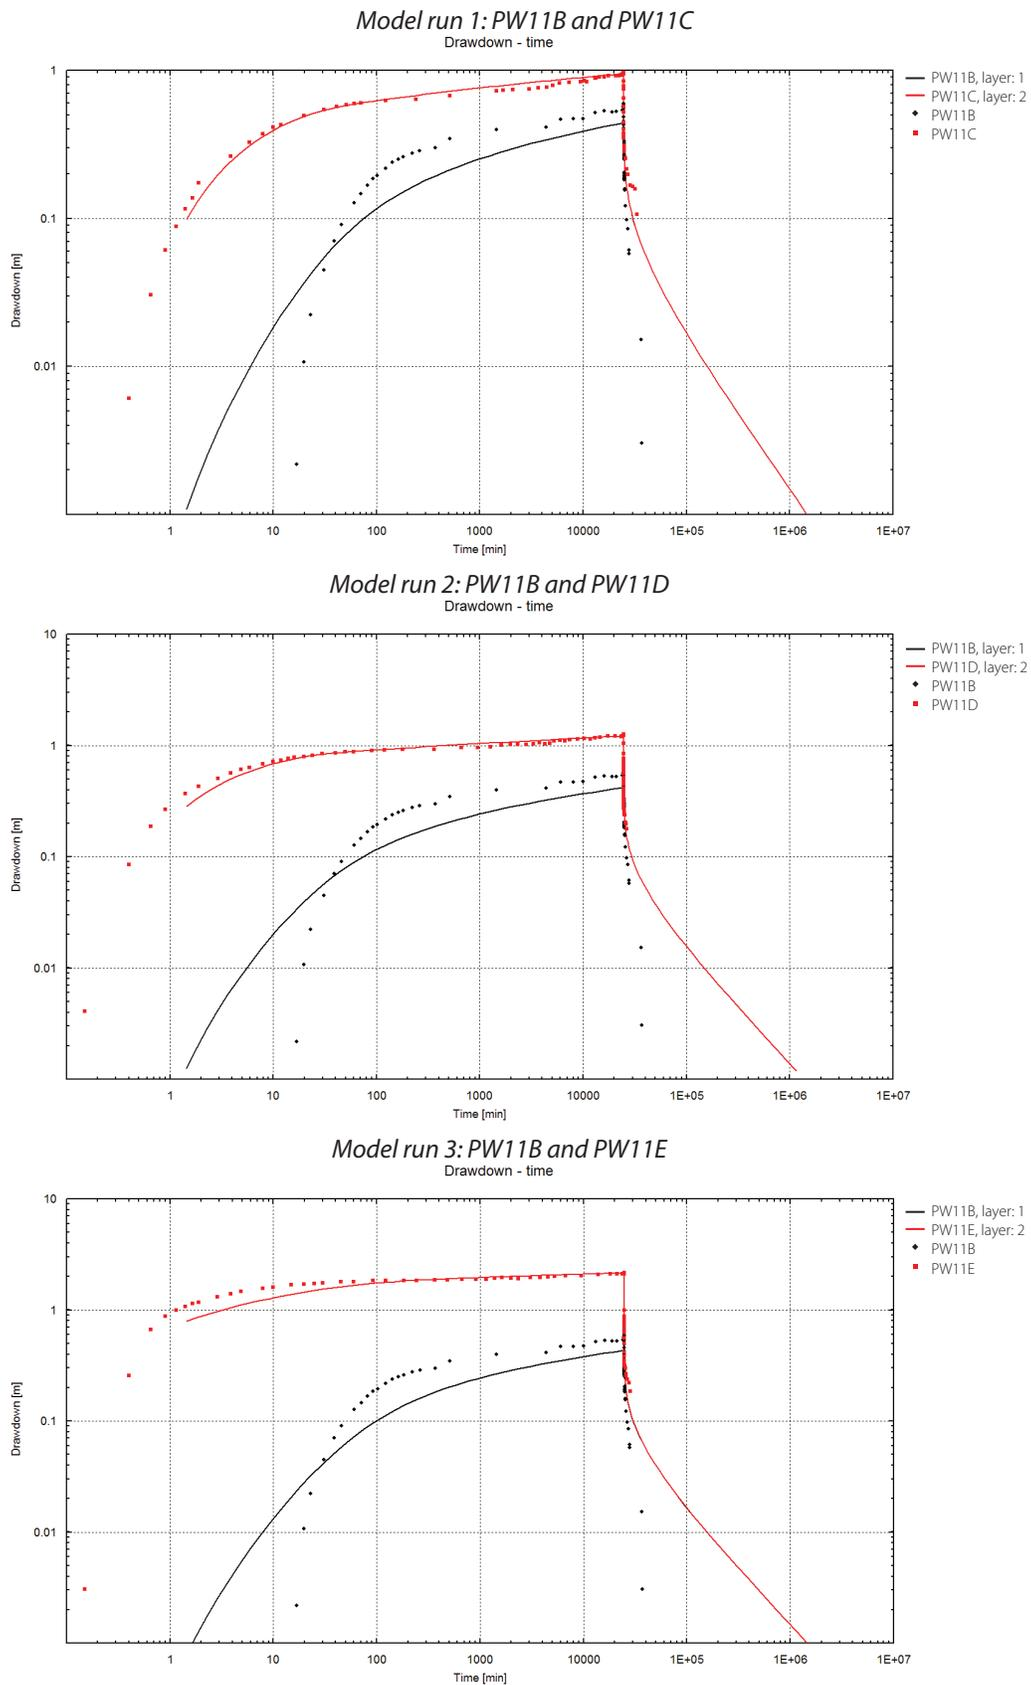 Model run 1: PW11B and PW11C
Drawdown - time
1
0.1
0.01
Drawdown [m]
1
10
100
1000
10000
1E+05
1E+06
1E+07
Time [min]
PW11B, layer: 1
PW11C, layer: 2
PW11B
PW11C
Model run 2: PW11B and PW11D
Drawdown - time
10
1
0.1
0.01
Drawdown [m]
1
10
100
1000
10000
1E+05
1E+06
1E+07
Time [min]
PW11B, layer: 1
PW11D, layer: 2
PW11B
PW11D
Model run 3: PW11B and PW11E
Drawdown - time
10
1
0.1
0.01
Drawdown [m]
1
10
100
1000
10000
1E+05
1E+06
1E+07
Time [min]
PW11B, layer: 1
PW11E, layer: 2
PW11B
PW11E